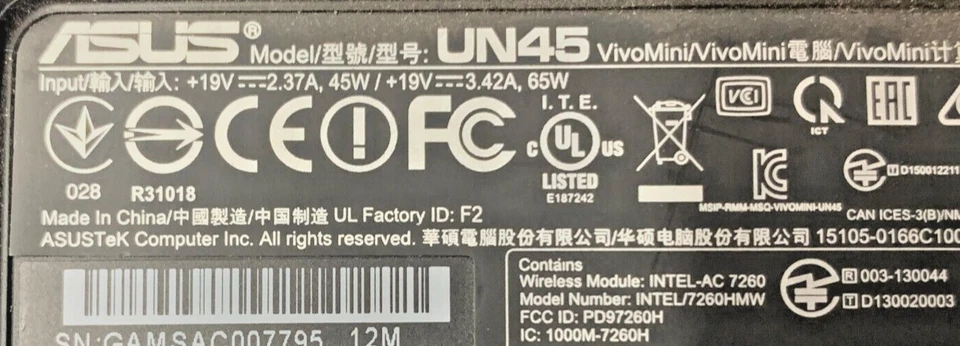 ASUS® Model/型號/型号: UN45 VivoMini/VivoMini電腦/VivoMini计算
Input/輸入/输入: +19V⎓2.37A, 45W / +19V⎓3.42A, 65W
I.T.E.
CE FC C UL US
LISTED
E187242
VCI
ICT
EAC
028
R31018
T D150012211
MSIP-RMM-MSQ-VIVOMINI-UN45
CAN ICES-3(B)/NM
Made In China/中國製造/中国制造 UL Factory ID: F2
ASUSTeK Computer Inc. All rights reserved. 華碩電腦股份有限公司/华硕电脑股份有限公司 15105-0166C100
SN:GAMSAC007795 12M
Contains
Wireless Module: INTEL-AC 7260
Model Number: INTEL/7260HMW
FCC ID: PD97260H
IC: 1000M-7260H
R 003-130044
T D130020003